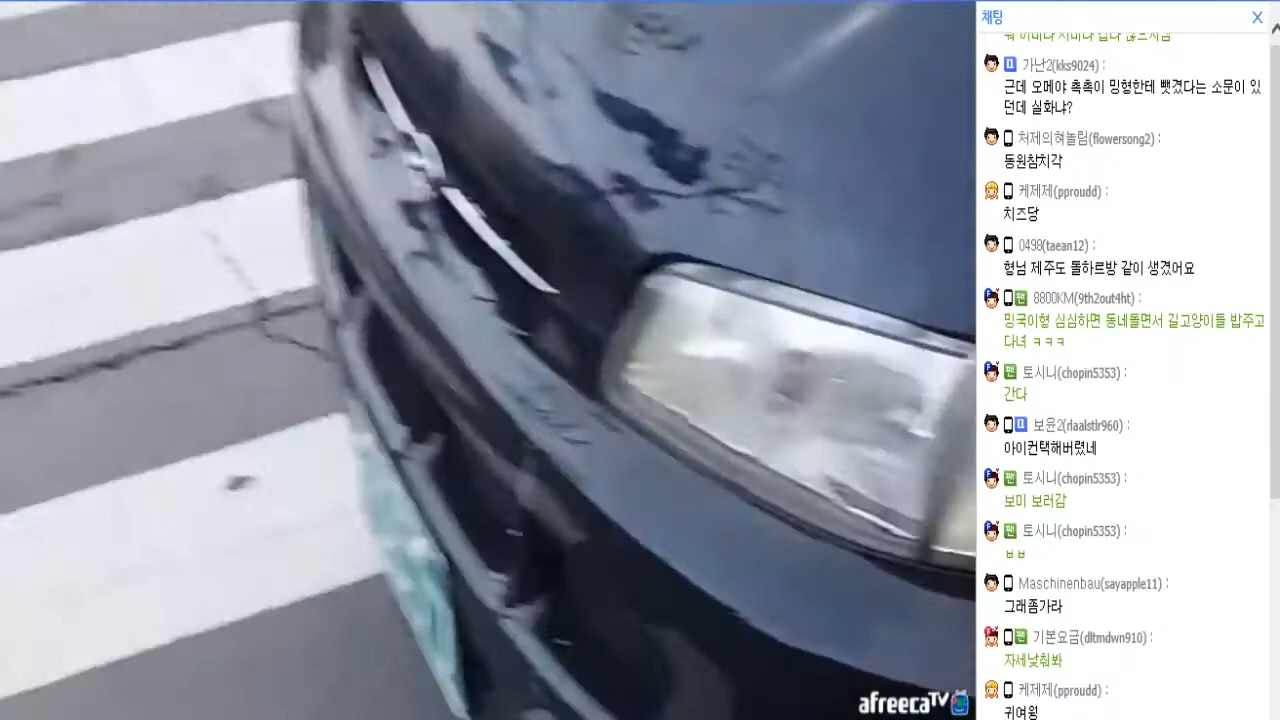 채팅
X
가난2(kks9024) :
근데 오메야 촉촉이 밍형한테 뺏겼다는 소문이 있
던데 실화냐?
처제의혀놀림(flowersong2) :
동원참치각
케제제(pproudd) :
치즈당
0498(taean12) :
형님 제주도 돌하르방 같이 생겼어요
팬 8800KM(9th2out4ht) :
밍국이형 심심하면 동네돌면서 길고양이들 밥주고
다녀 ㅋㅋㅋ
팬 토시니(chopin5353) :
간다
보윤2(rlaalstlr960) :
아이컨택해버렸네
팬 토시니(chopin5353) :
보미 보러감
팬 토시니(chopin5353) :
ㅂㅂ
Maschinenbau(sayapple11) :
그래좀가라
팬 기본요금(dltmdwn910) :
자세낮춰봐
케제제(pproudd) :
귀여웡
afreecaTV